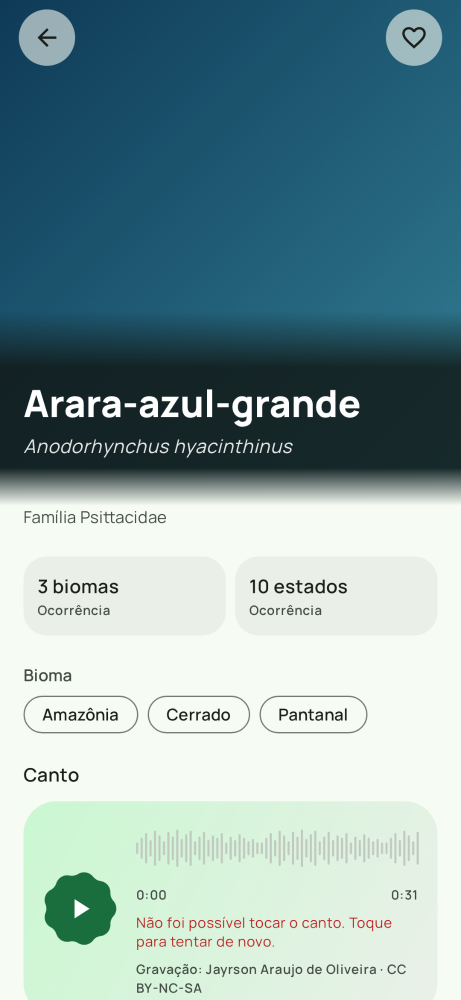 Arara-azul-grande
Anodorhynchus hyacinthinus
Família Psittacidae
3 biomas
Ocorrência
10 estados
Ocorrência
Bioma
Amazônia
Cerrado
Pantanal
Canto
0:00
0:31
Não foi possível tocar o canto. Toque
para tentar de novo.
Gravação: Jayrson Araujo de Oliveira · CC
BY-NC-SA